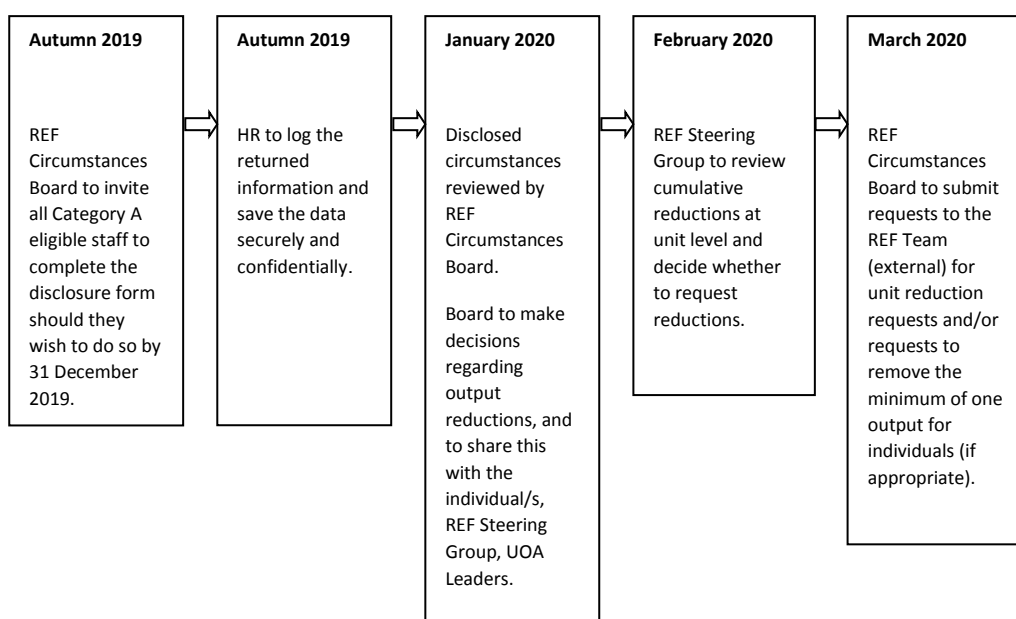 Autumn 2019
REF
Circumstances
Board to invite
all Category A
eligible staff to
complete the
disclosure form
should they
wish to do so by
31 December
2019.
Autumn 2019
HR to log the
returned
information and
save the data
securely and
confidentially.
January 2020
Disclosed
circumstances
reviewed by
REF
Circumstances
Board.
Board to make
decisions
regarding
output
reductions, and
to share this
with the
individual/s,
REF Steering
Group, UOA
Leaders.
February 2020
REF Steering
Group to review
cumulative
reductions at
unit level and
decide whether
to request
reductions.
March 2020
REF
Circumstances
Board to submit
requests to the
REF Team
(external) for
unit reduction
requests and/or
requests to
remove the
minimum of one
output for
individuals (if
appropriate).